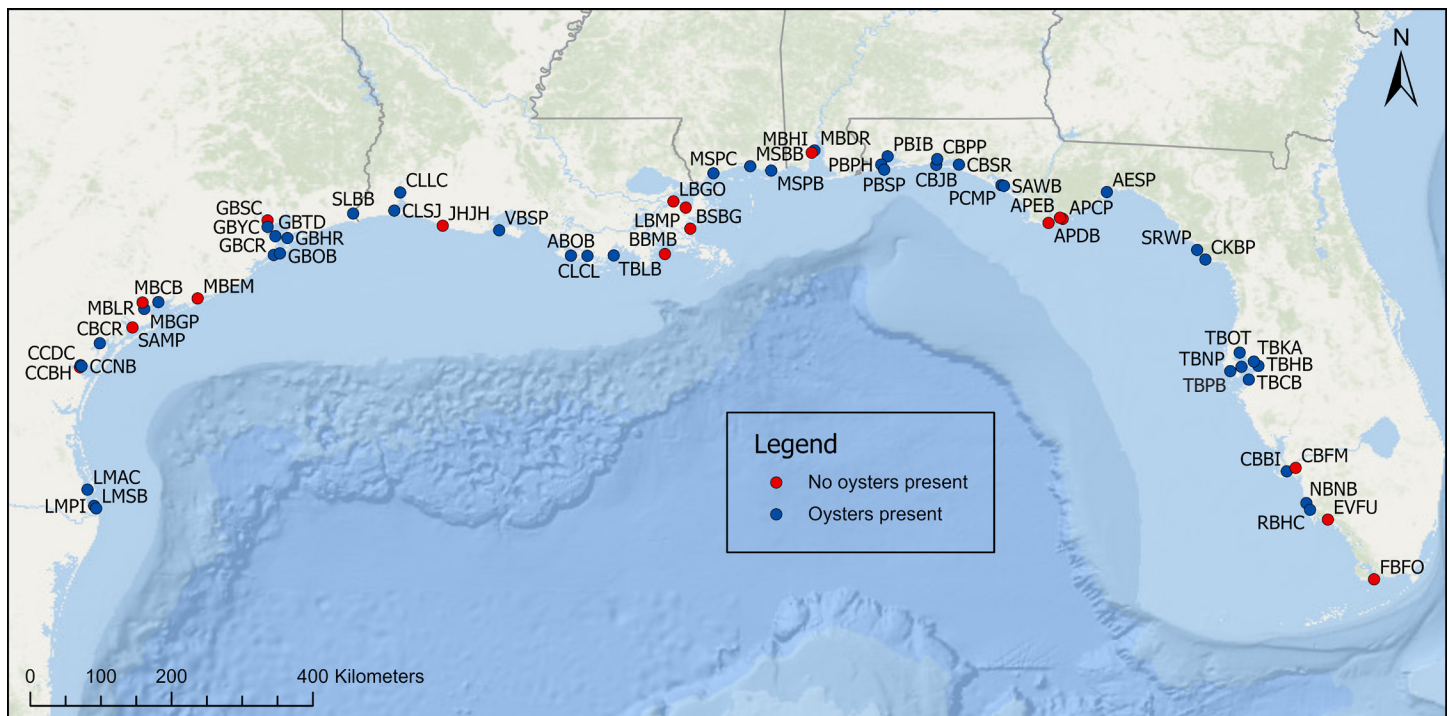 N
MBHI
MBDR
MSPC
MSBB
MSPB
PBIB
PBPH
PBSP
CBPP
CBJB
CBSR
PCMP
SAWB
APEB
APCP
APDB
AESP
SRWP
CKBP
CLLC
SLBB
CLSJ
JHJH
VBSP
LBGO
LBMP
BSBG
BBMB
ABOB
CLCL
TBLB
GBSC
GBYC
GBTD
GBCR
GBHR
GBOB
MBCB
MBEM
MBLR
MBGP
CBCR
SAMP
CCDC
CCBH
CCNB
TBOT
TBKA
TBNP
TBHB
TBPB
TBCB
LMAC
LMPI
LMSB
CBBI
CBFM
NBNB
EVFU
RBHC
FBFO
Legend
No oysters present
Oysters present
0 100 200 400 Kilometers